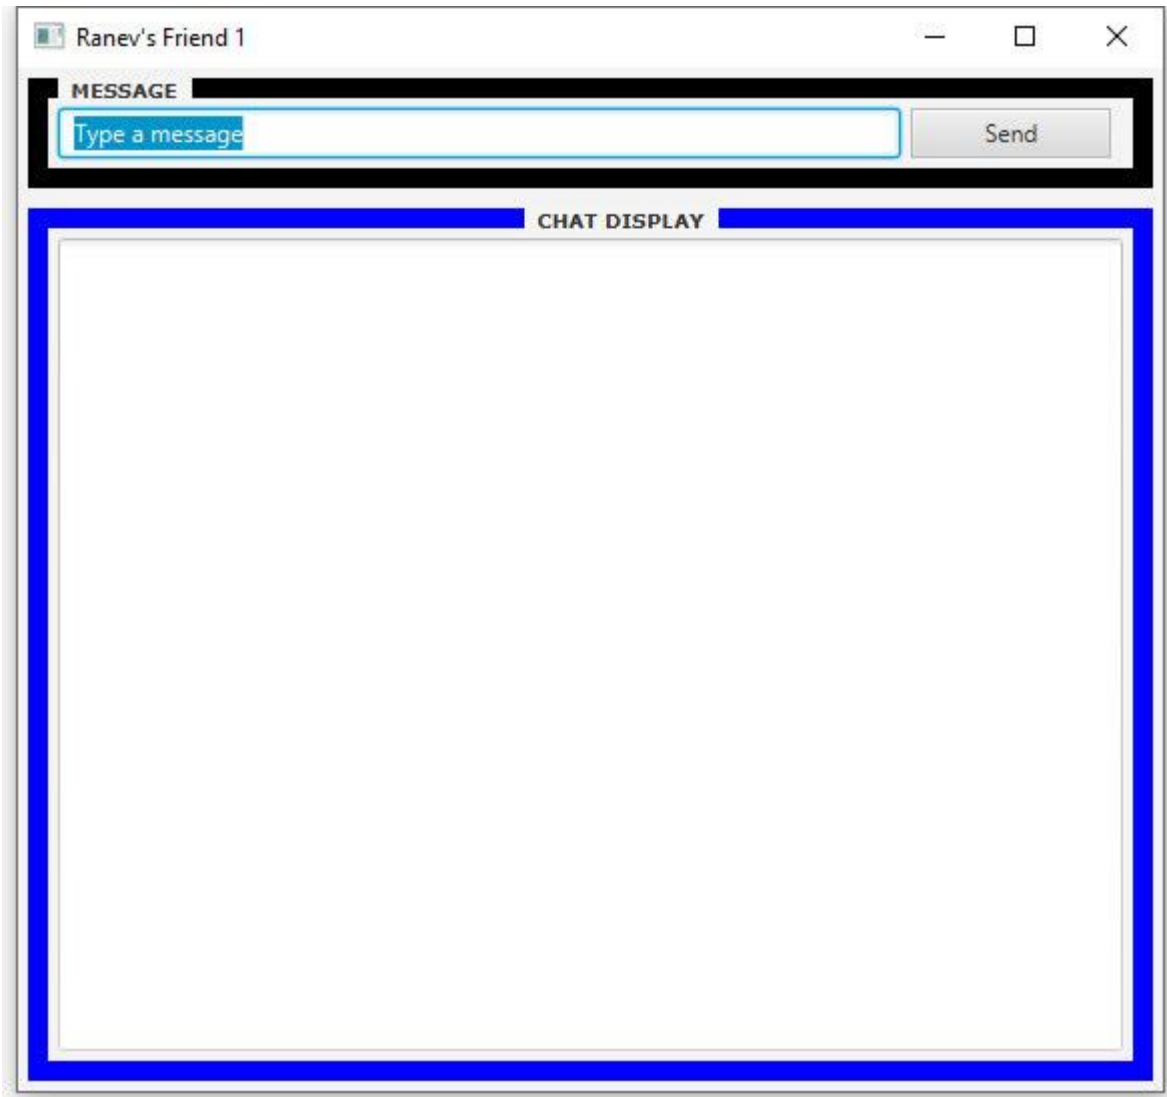 Ranev's Friend 1
MESSAGE
Type a message
Send
CHAT DISPLAY